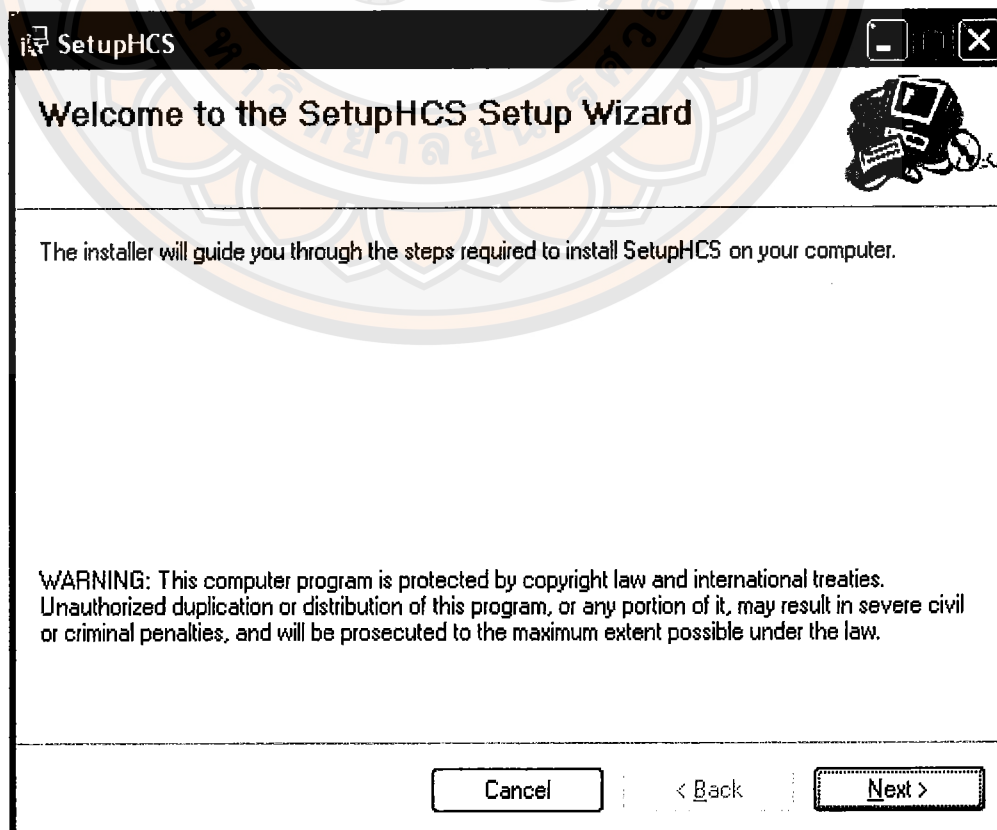 SetupHCS
Welcome to the SetupHCS Setup Wizard
The installer will guide you through the steps required to install SetupHCS on your computer.
WARNING: This computer program is protected by copyright law and international treaties.
Unauthorized duplication or distribution of this program, or any portion of it, may result in severe civil
or criminal penalties, and will be prosecuted to the maximum extent possible under the law.
Cancel
< Back
Next >